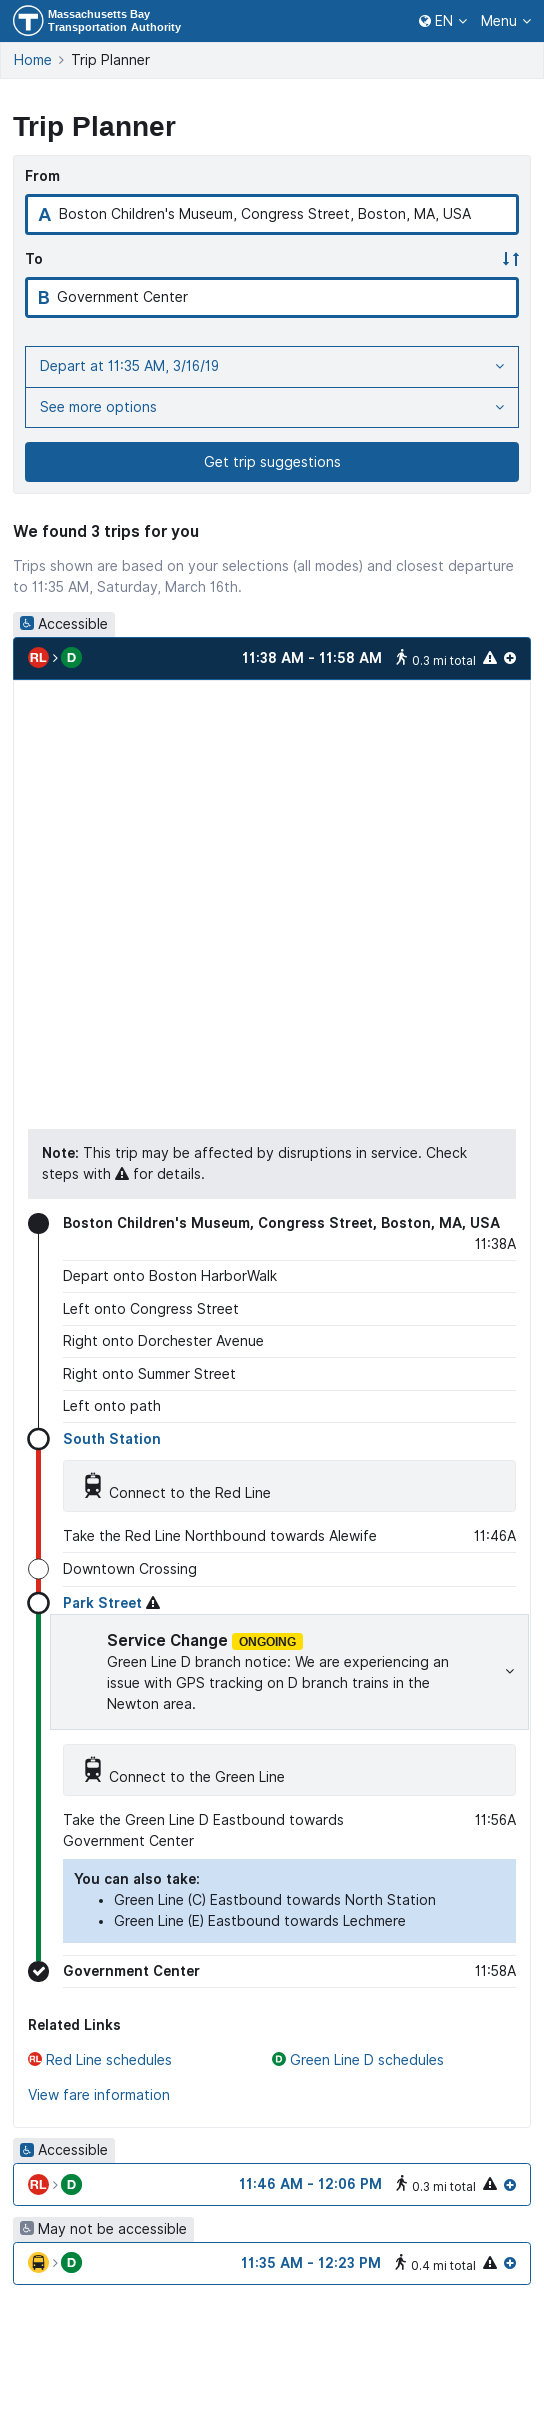 Massachusetts Bay
Transportation Authority
EN
Menu
Home > Trip Planner
Trip Planner
From
A Boston Children's Museum, Congress Street, Boston, MA, USA
To
B Government Center
Depart at 11:35 AM, 3/16/19
See more options
Get trip suggestions
We found 3 trips for you
Trips shown are based on your selections (all modes) and closest departure
to 11:35 AM, Saturday, March 16th.
Accessible
RL > D 11:38 AM - 11:58 AM 0.3 mi total
Note: This trip may be affected by disruptions in service. Check
steps with for details.
Boston Children's Museum, Congress Street, Boston, MA, USA
11:38A
Depart onto Boston HarborWalk
Left onto Congress Street
Right onto Dorchester Avenue
Right onto Summer Street
Left onto path
South Station
Connect to the Red Line
Take the Red Line Northbound towards Alewife 11:46A
Downtown Crossing
Park Street
Service Change ONGOING
Green Line D branch notice: We are experiencing an
issue with GPS tracking on D branch trains in the
Newton area.
Connect to the Green Line
Take the Green Line D Eastbound towards 11:56A
Government Center
You can also take:
• Green Line (C) Eastbound towards North Station
• Green Line (E) Eastbound towards Lechmere
Government Center 11:58A
Related Links
RL Red Line schedules D Green Line D schedules
View fare information
Accessible
RL > D 11:46 AM - 12:06 PM 0.3 mi total
May not be accessible
> D 11:35 AM - 12:23 PM 0.4 mi total